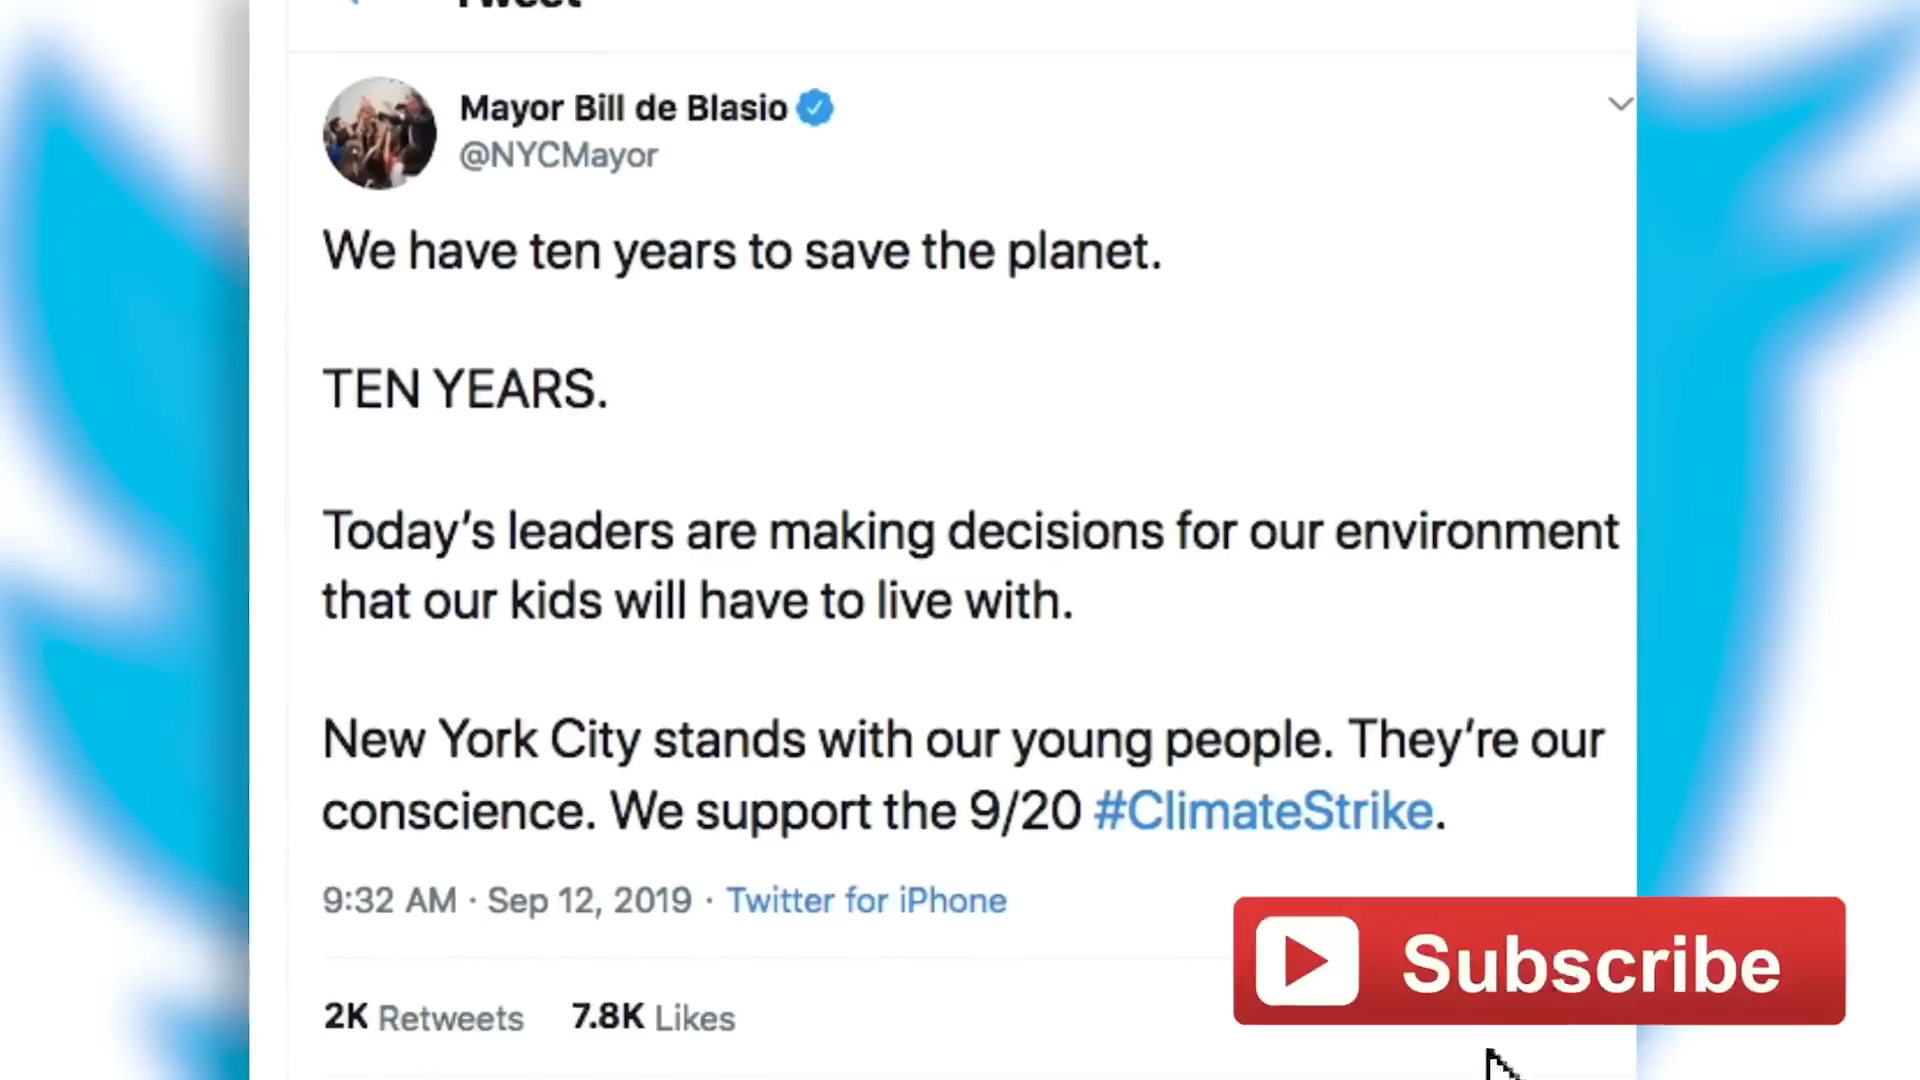 Tweet
Mayor Bill de Blasio
@NYCMayor
We have ten years to save the planet.
TEN YEARS.
Today's leaders are making decisions for our environment
that our kids will have to live with.
New York City stands with our young people. They're our
conscience. We support the 9/20 #ClimateStrike.
9:32 AM · Sep 12, 2019 · Twitter for iPhone
2K Retweets 7.8K Likes
Subscribe